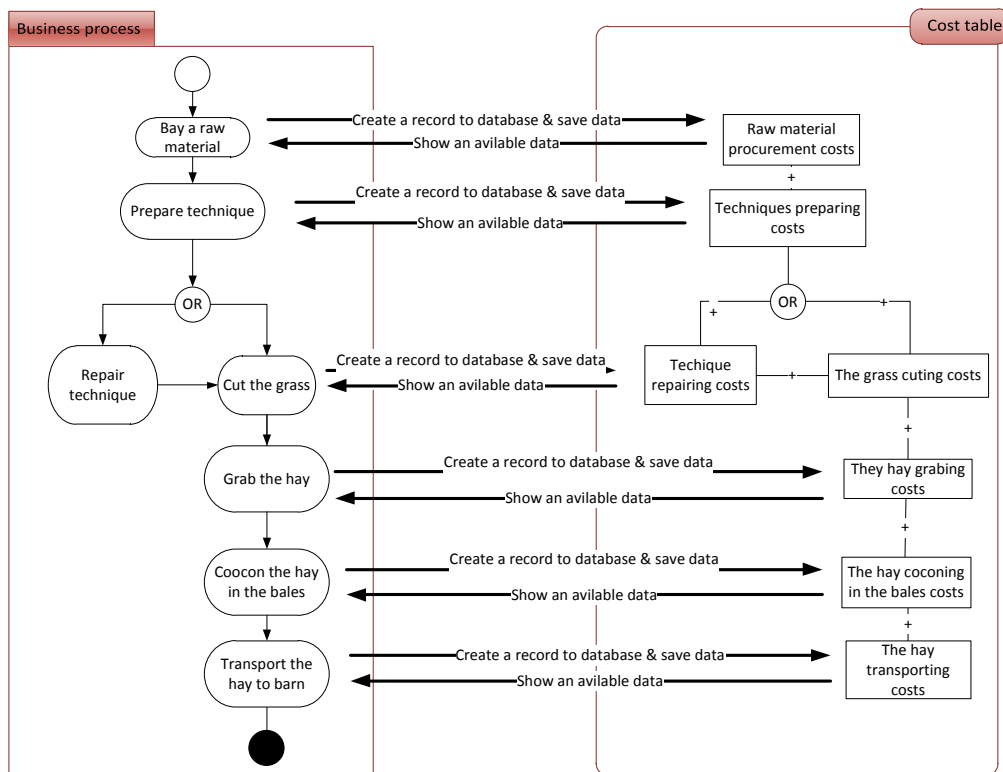 Business process
Cost table
Create a record to database & save data
Bay a raw
material
Show an avilable data
Raw material
procurement costs
+
Create a record to database & save data
Prepare technique
Show an avilable data
Techniques preparing
costs
OR
OR
+
+
Repair
technique
Cut the grass
Create a record to database & save data
Show an avilable data
Techique
repairing costs
+
The grass cuting costs
+
Grab the hay
Create a record to database & save data
Show an avilable data
They hay grabing
costs
+
Coocon the hay
in the bales
Create a record to database & save data
Show an avilable data
The hay coconing
in the bales costs
+
Transport the
hay to barn
Create a record to database & save data
Show an avilable data
The hay
transporting
costs